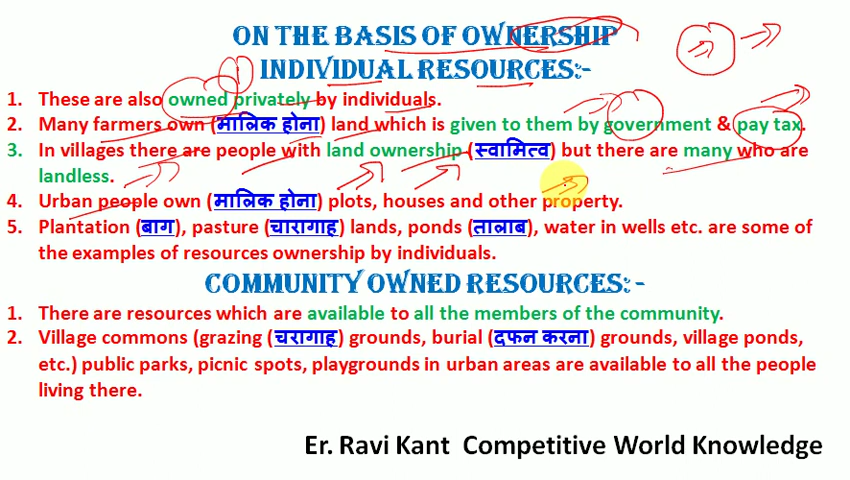 ON THE BASIS OF OWNERSHIP
INDIVIDUAL RESOURCES:-
1. These are also owned privately by individuals.
2. Many farmers own (मालिक होना) land which is given to them by government & pay tax.
3. In villages there are people with land ownership (स्वामित्व) but there are many who are
landless.
4. Urban people own (मालिक होना) plots, houses and other property.
5. Plantation (बाग), pasture (चारागाह) lands, ponds (तालाब), water in wells etc. are some of
the examples of resources ownership by individuals.
COMMUNITY OWNED RESOURCES: -
1. There are resources which are available to all the members of the community.
2. Village commons (grazing (चरागाह) grounds, burial (दफन करना) grounds, village ponds,
etc.) public parks, picnic spots, playgrounds in urban areas are available to all the people
living there.
Er. Ravi Kant Competitive World Knowledge